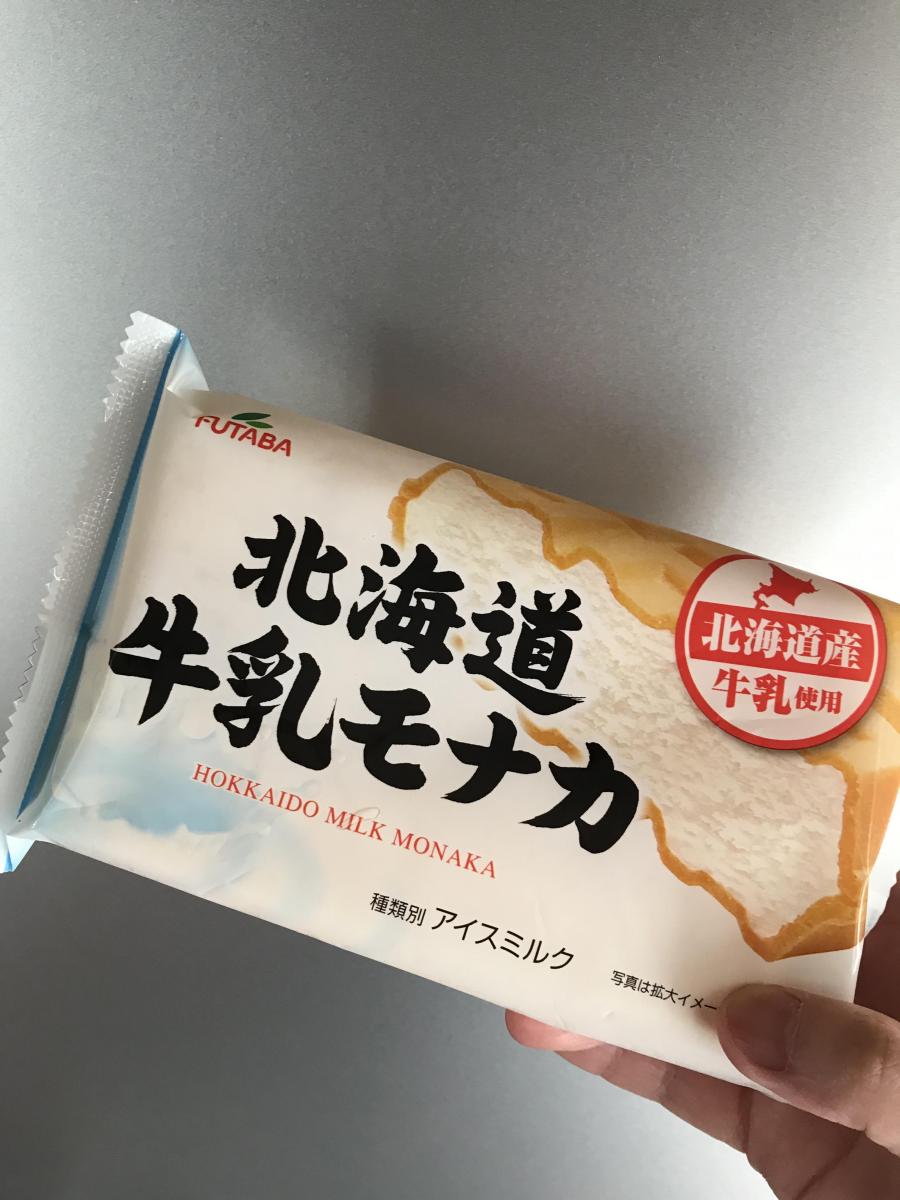 FUTABA
北海道
牛乳モナカ
HOKKAIDO MILK MONAKA
北海道産
牛乳使用
種類別 アイスミルク
写真は拡大イメー